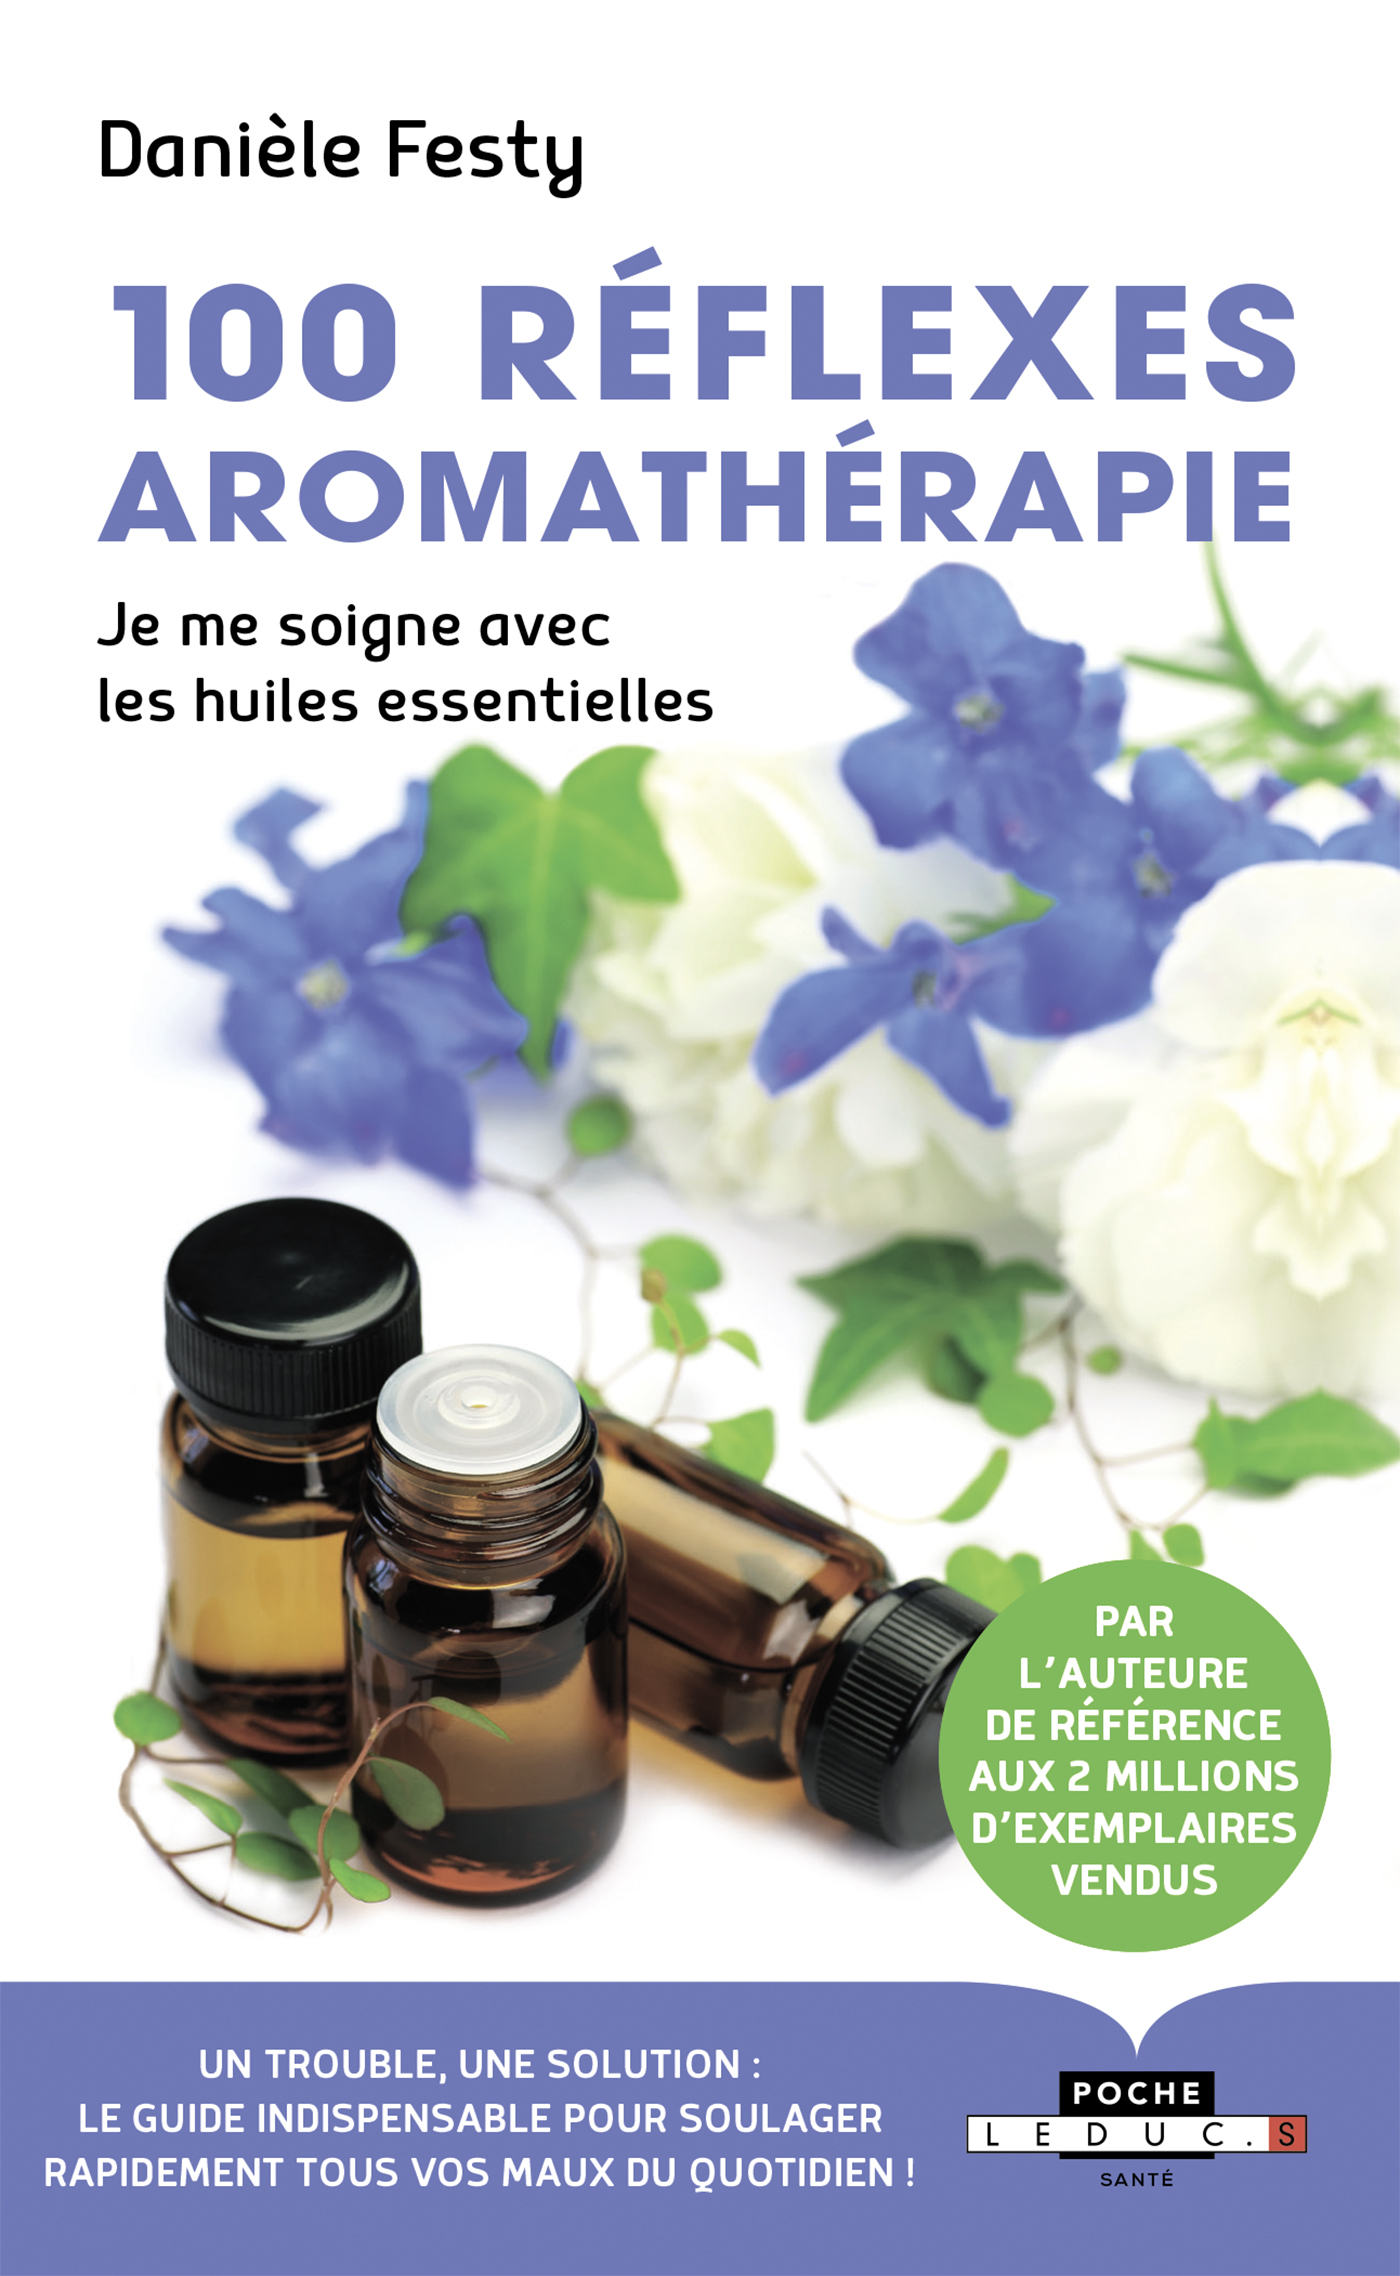 Danièle Festy
100 RÉFLEXES
AROMATHÉRAPIE
Je me soigne avec
les huiles essentielles
PAR
L'AUTEURE
DE RÉFÉRENCE
AUX 2 MILLIONS
D'EXEMPLAIRES
VENDUS
UN TROUBLE, UNE SOLUTION :
LE GUIDE INDISPENSABLE POUR SOULAGER
RAPIDEMENT TOUS VOS MAUX DU QUOTIDIEN !
POCHE
LEDUC.S
SANTÉ